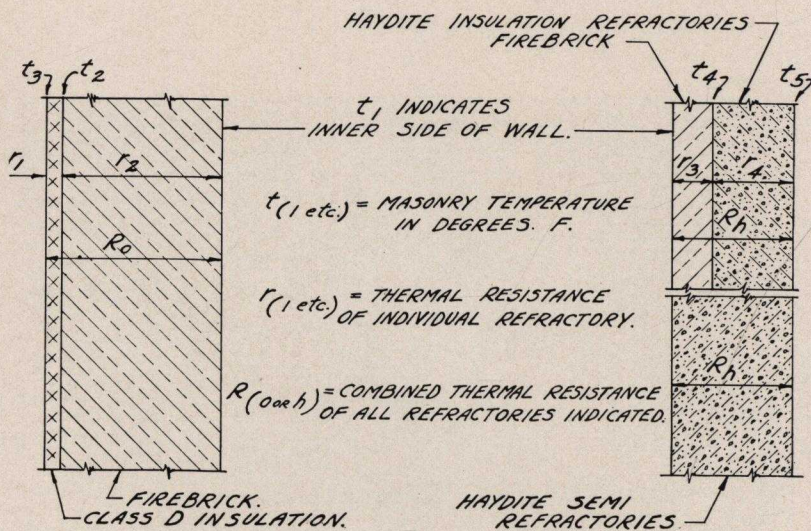 HAYDITE INSULATION REFRACTORIES
FIREBRICK
t3 t2
t4
t5
t1 INDICATES
INNER SIDE OF WALL.
r1
r2
r3
r4
t(1 etc.) = MASONRY TEMPERATURE
IN DEGREES. F.
Ro
Rh
r(1 etc.) = THERMAL RESISTANCE
OF INDIVIDUAL REFRACTORY.
R(o or h) = COMBINED THERMAL RESISTANCE
OF ALL REFRACTORIES INDICATED.
Rh
FIREBRICK.
CLASS D INSULATION.
HAYDITE SEMI
REFRACTORIES